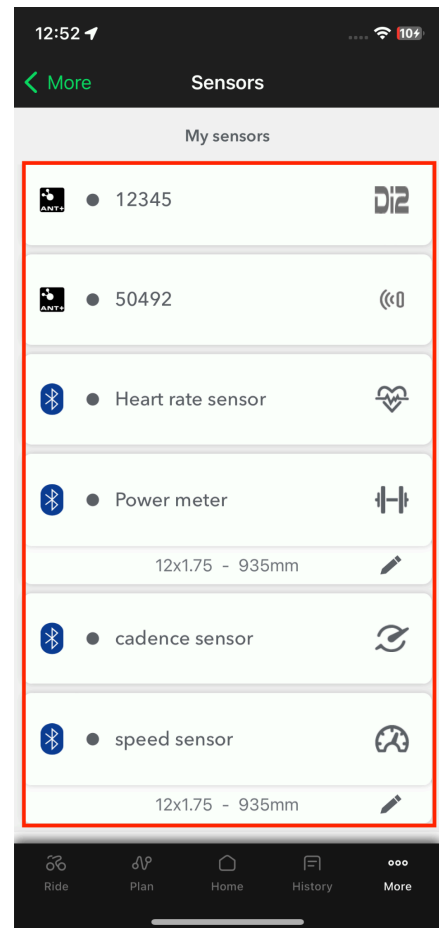 12:52
10
More
Sensors
My sensors
ANT+
12345
Di2
ANT+
50492
Heart rate sensor
Power meter
12x1.75 - 935mm
cadence sensor
speed sensor
12x1.75 - 935mm
Ride
Plan
Home
History
More